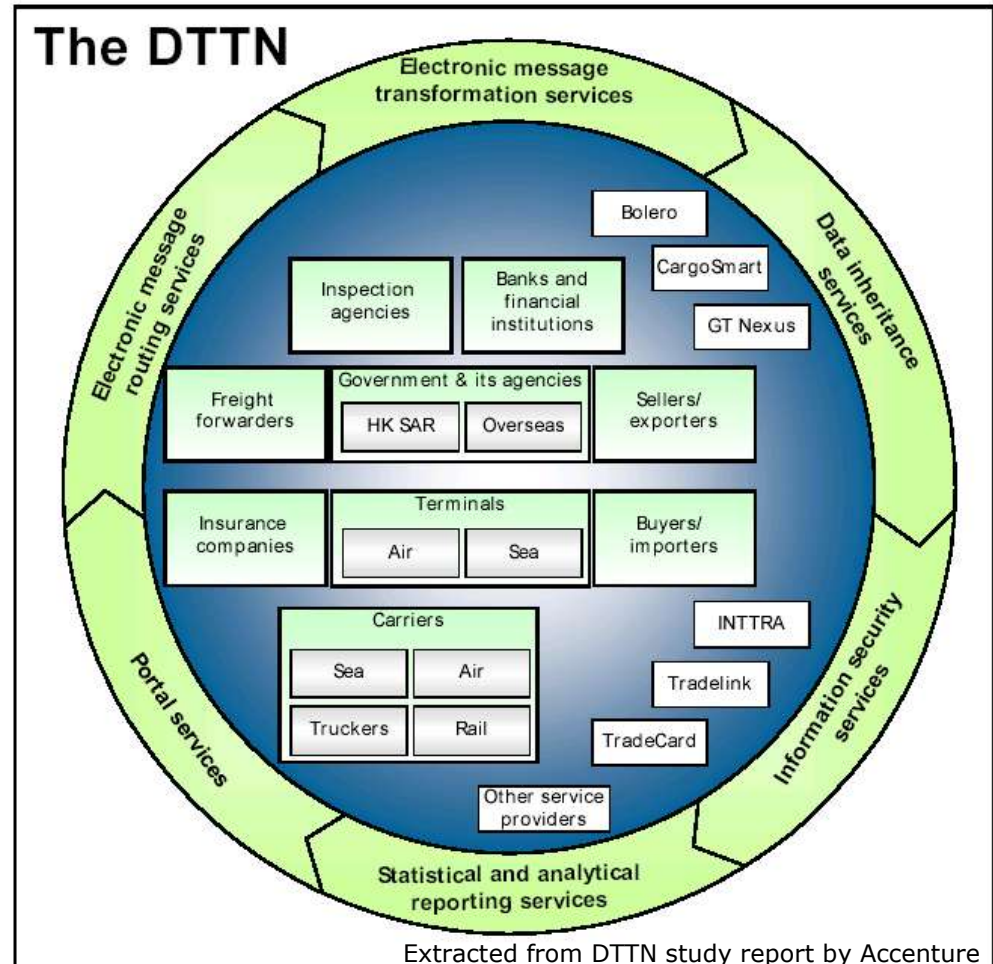 The DTTN
Electronic message
transformation services
Data inheritance
services
Information security
services
Statistical and analytical
reporting services
Portal services
Electronic message
routing services
Bolero
CargoSmart
GT Nexus
Inspection
agencies
Banks and
financial
institutions
Freight
forwarders
Government & its agencies
HK SAR
Overseas
Sellers/
exporters
Insurance
companies
Terminals
Air
Sea
Buyers/
importers
Carriers
Sea
Air
Truckers
Rail
INTTRA
Tradelink
TradeCard
Other service
providers
Extracted from DTTN study report by Accenture